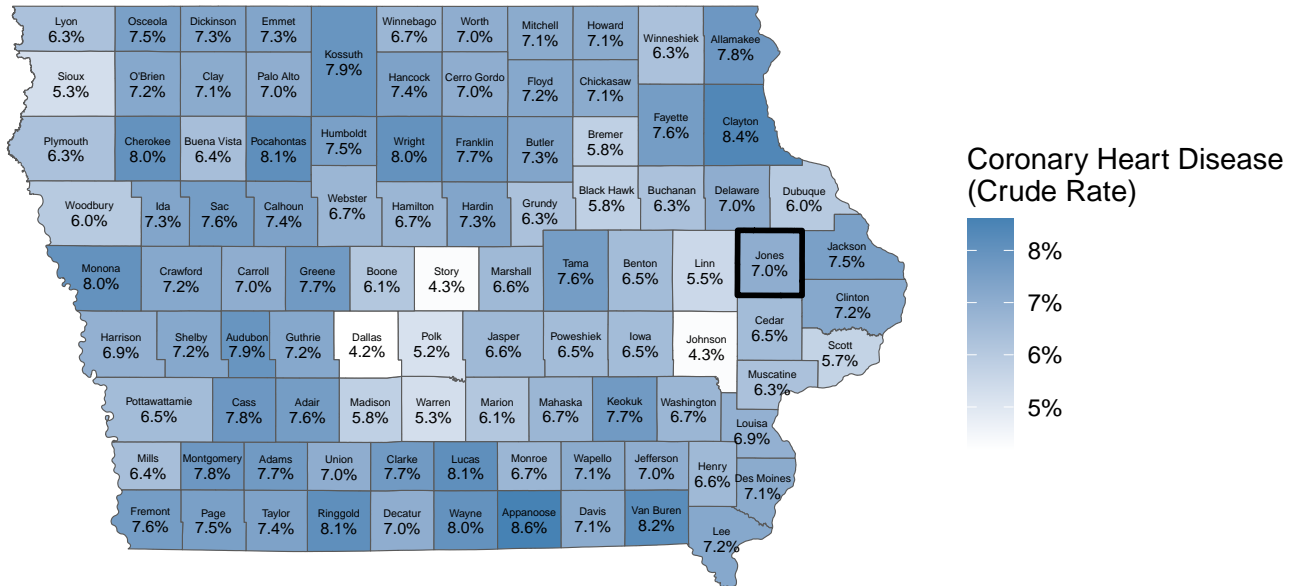 Lyon
6.3%
Osceola
7.5%
Dickinson
7.3%
Emmet
7.3%
Kossuth
7.9%
Winnebago
6.7%
Worth
7.0%
Mitchell
7.1%
Howard
7.1%
Winneshiek
6.3%
Allamakee
7.8%
Sioux
5.3%
O'Brien
7.2%
Clay
7.1%
Palo Alto
7.0%
Hancock
7.4%
Cerro Gordo
7.0%
Floyd
7.2%
Chickasaw
7.1%
Fayette
7.6%
Clayton
8.4%
Plymouth
6.3%
Cherokee
8.0%
Buena Vista
6.4%
Pocahontas
8.1%
Humboldt
7.5%
Wright
8.0%
Franklin
7.7%
Butler
7.3%
Bremer
5.8%
Woodbury
6.0%
Ida
7.3%
Sac
7.6%
Calhoun
7.4%
Webster
6.7%
Hamilton
6.7%
Hardin
7.3%
Grundy
6.3%
Black Hawk
5.8%
Buchanan
6.3%
Delaware
7.0%
Dubuque
6.0%
Monona
8.0%
Crawford
7.2%
Carroll
7.0%
Greene
7.7%
Boone
6.1%
Story
4.3%
Marshall
6.6%
Tama
7.6%
Benton
6.5%
Linn
5.5%
Jones
7.0%
Jackson
7.5%
Clinton
7.2%
Harrison
6.9%
Shelby
7.2%
Audubon
7.9%
Guthrie
7.2%
Dallas
4.2%
Polk
5.2%
Jasper
6.6%
Poweshiek
6.5%
Iowa
6.5%
Johnson
4.3%
Cedar
6.5%
Scott
5.7%
Muscatine
6.3%
Pottawattamie
6.5%
Cass
7.8%
Adair
7.6%
Madison
5.8%
Warren
5.3%
Marion
6.1%
Mahaska
6.7%
Keokuk
7.7%
Washington
6.7%
Louisa
6.9%
Mills
6.4%
Montgomery
7.8%
Adams
7.7%
Union
7.0%
Clarke
7.7%
Lucas
8.1%
Monroe
6.7%
Wapello
7.1%
Jefferson
7.0%
Henry
6.6%
Des Moines
7.1%
Fremont
7.6%
Page
7.5%
Taylor
7.4%
Ringgold
8.1%
Decatur
7.0%
Wayne
8.0%
Appanoose
8.6%
Davis
7.1%
Van Buren
8.2%
Lee
7.2%
Coronary Heart Disease
(Crude Rate)
8%
7%
6%
5%